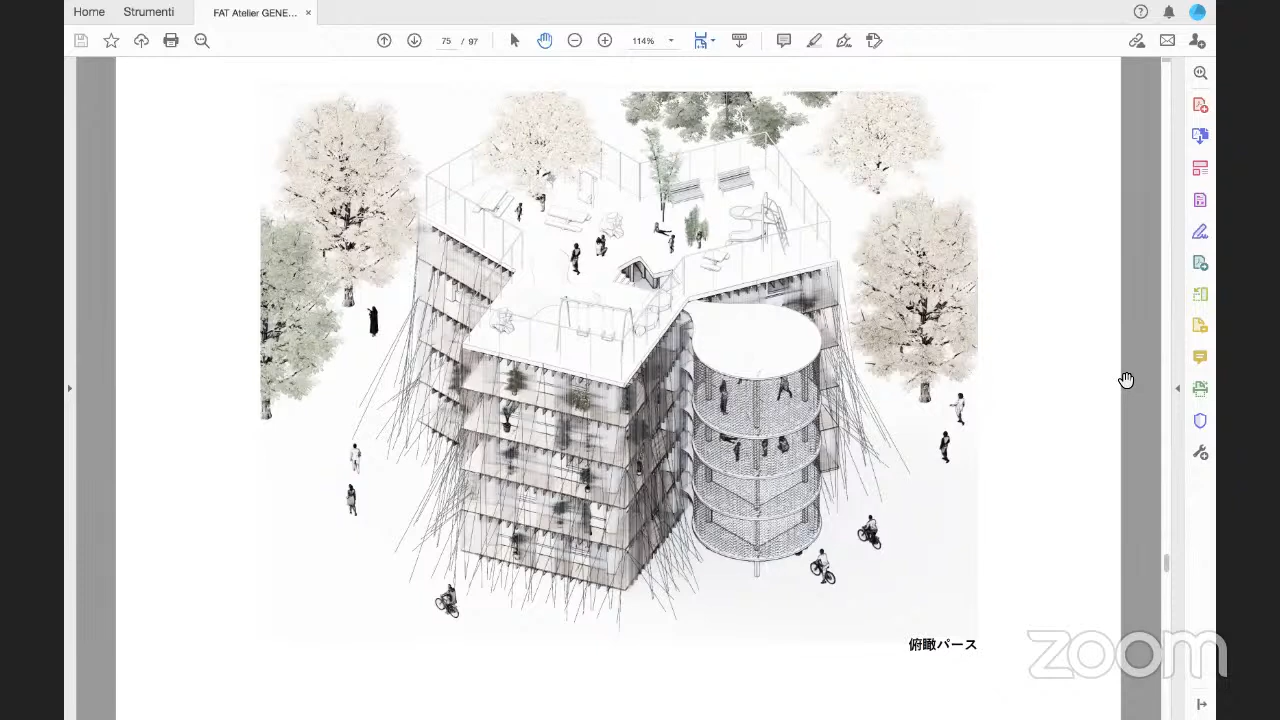 Home
Strumenti
FAT Atelier GENE... ×
75 / 97
114%
俯瞰パース
zoom